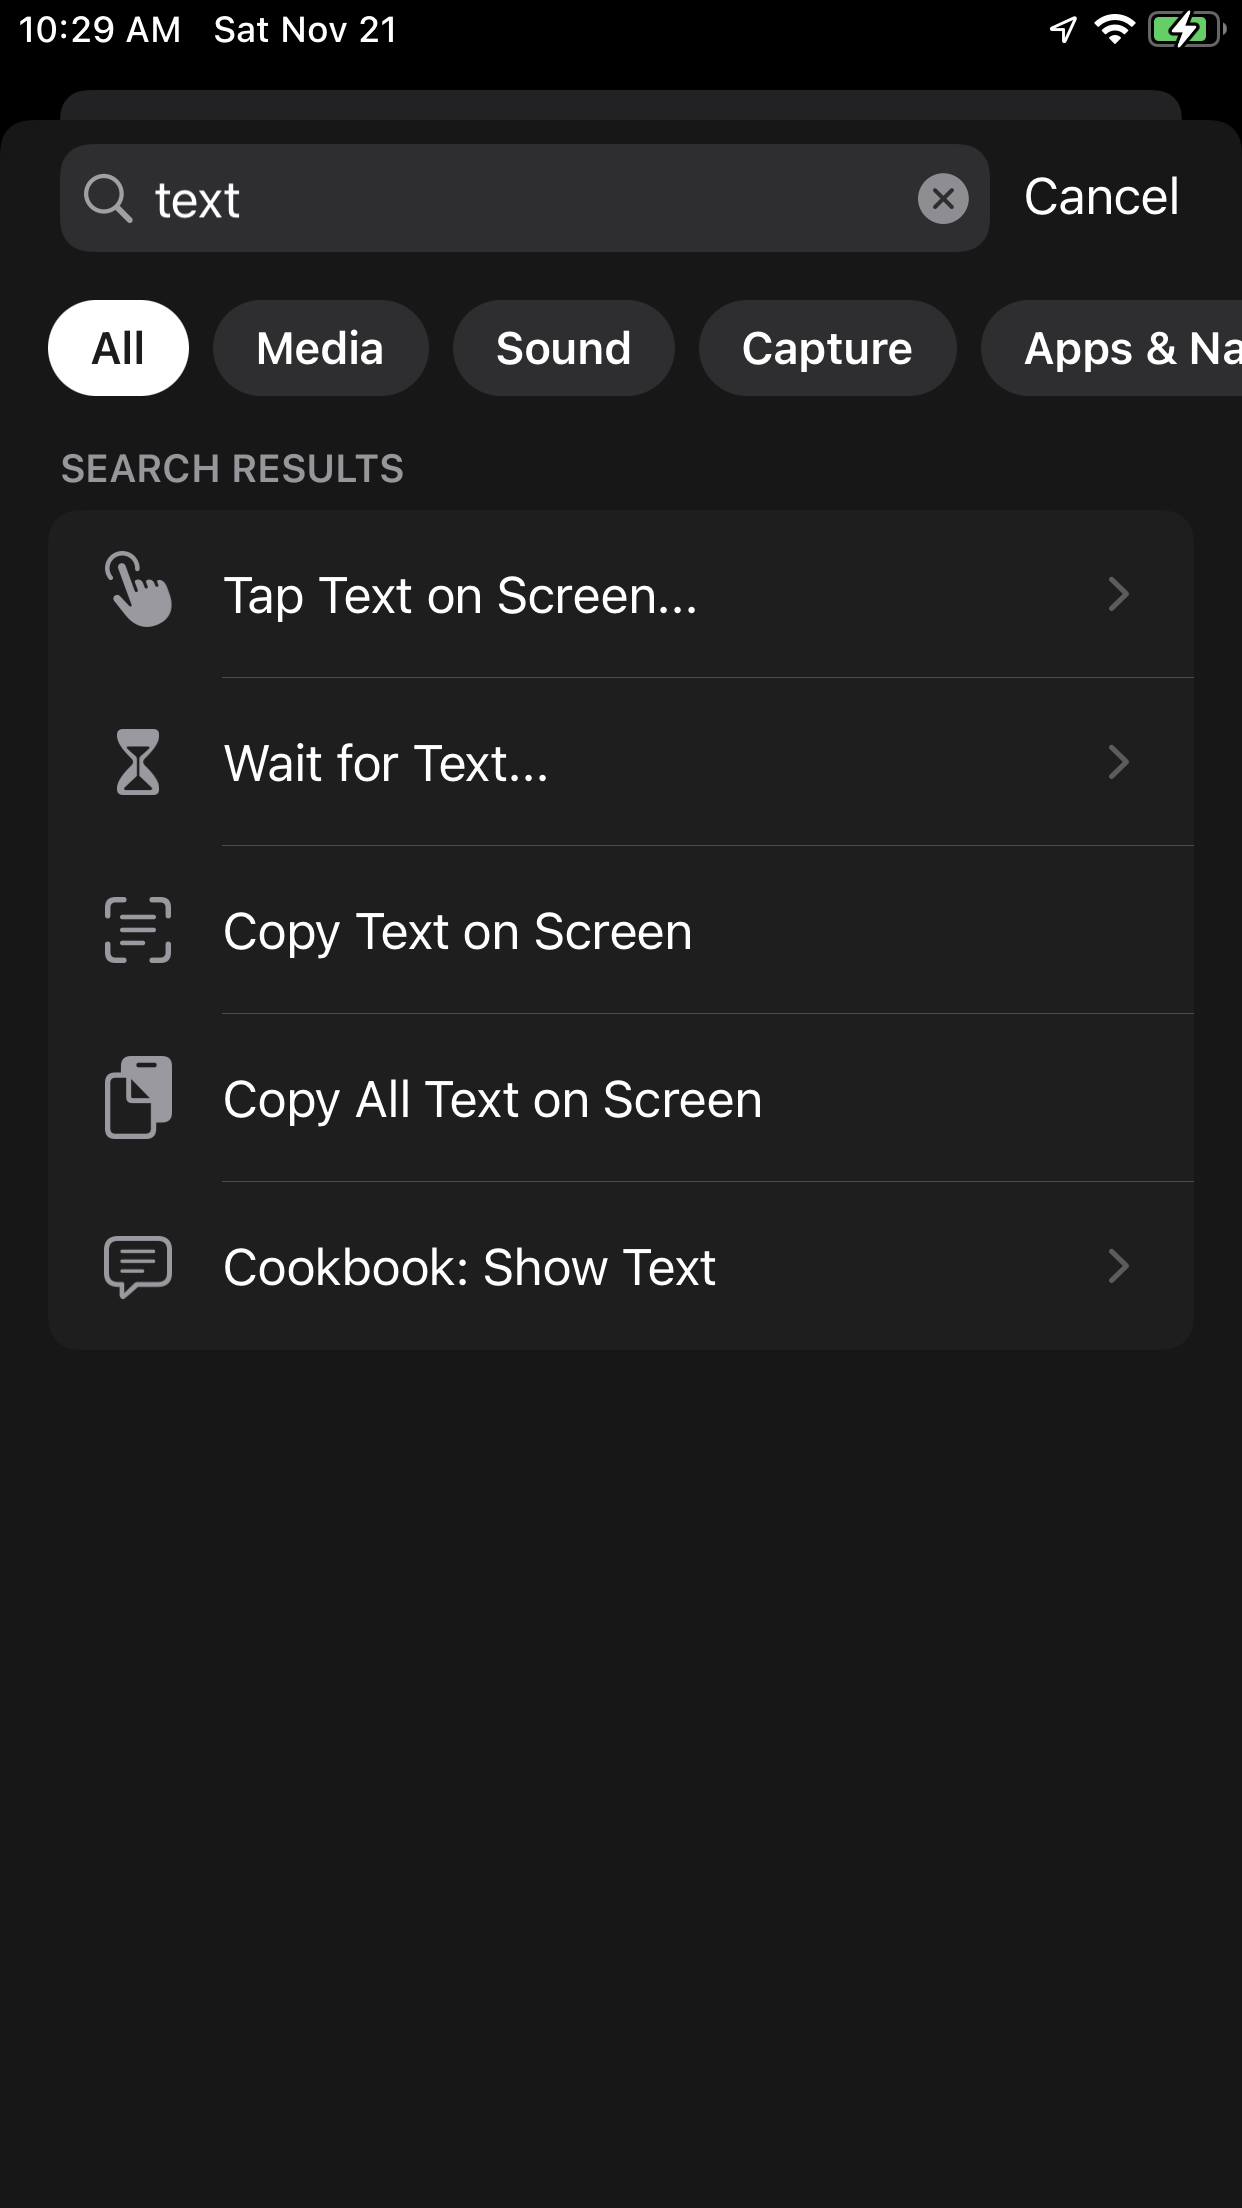 10:29 AM Sat Nov 21
text
Cancel
All Media Sound Capture Apps & Na
SEARCH RESULTS
Tap Text on Screen...
Wait for Text...
Copy Text on Screen
Copy All Text on Screen
Cookbook: Show Text